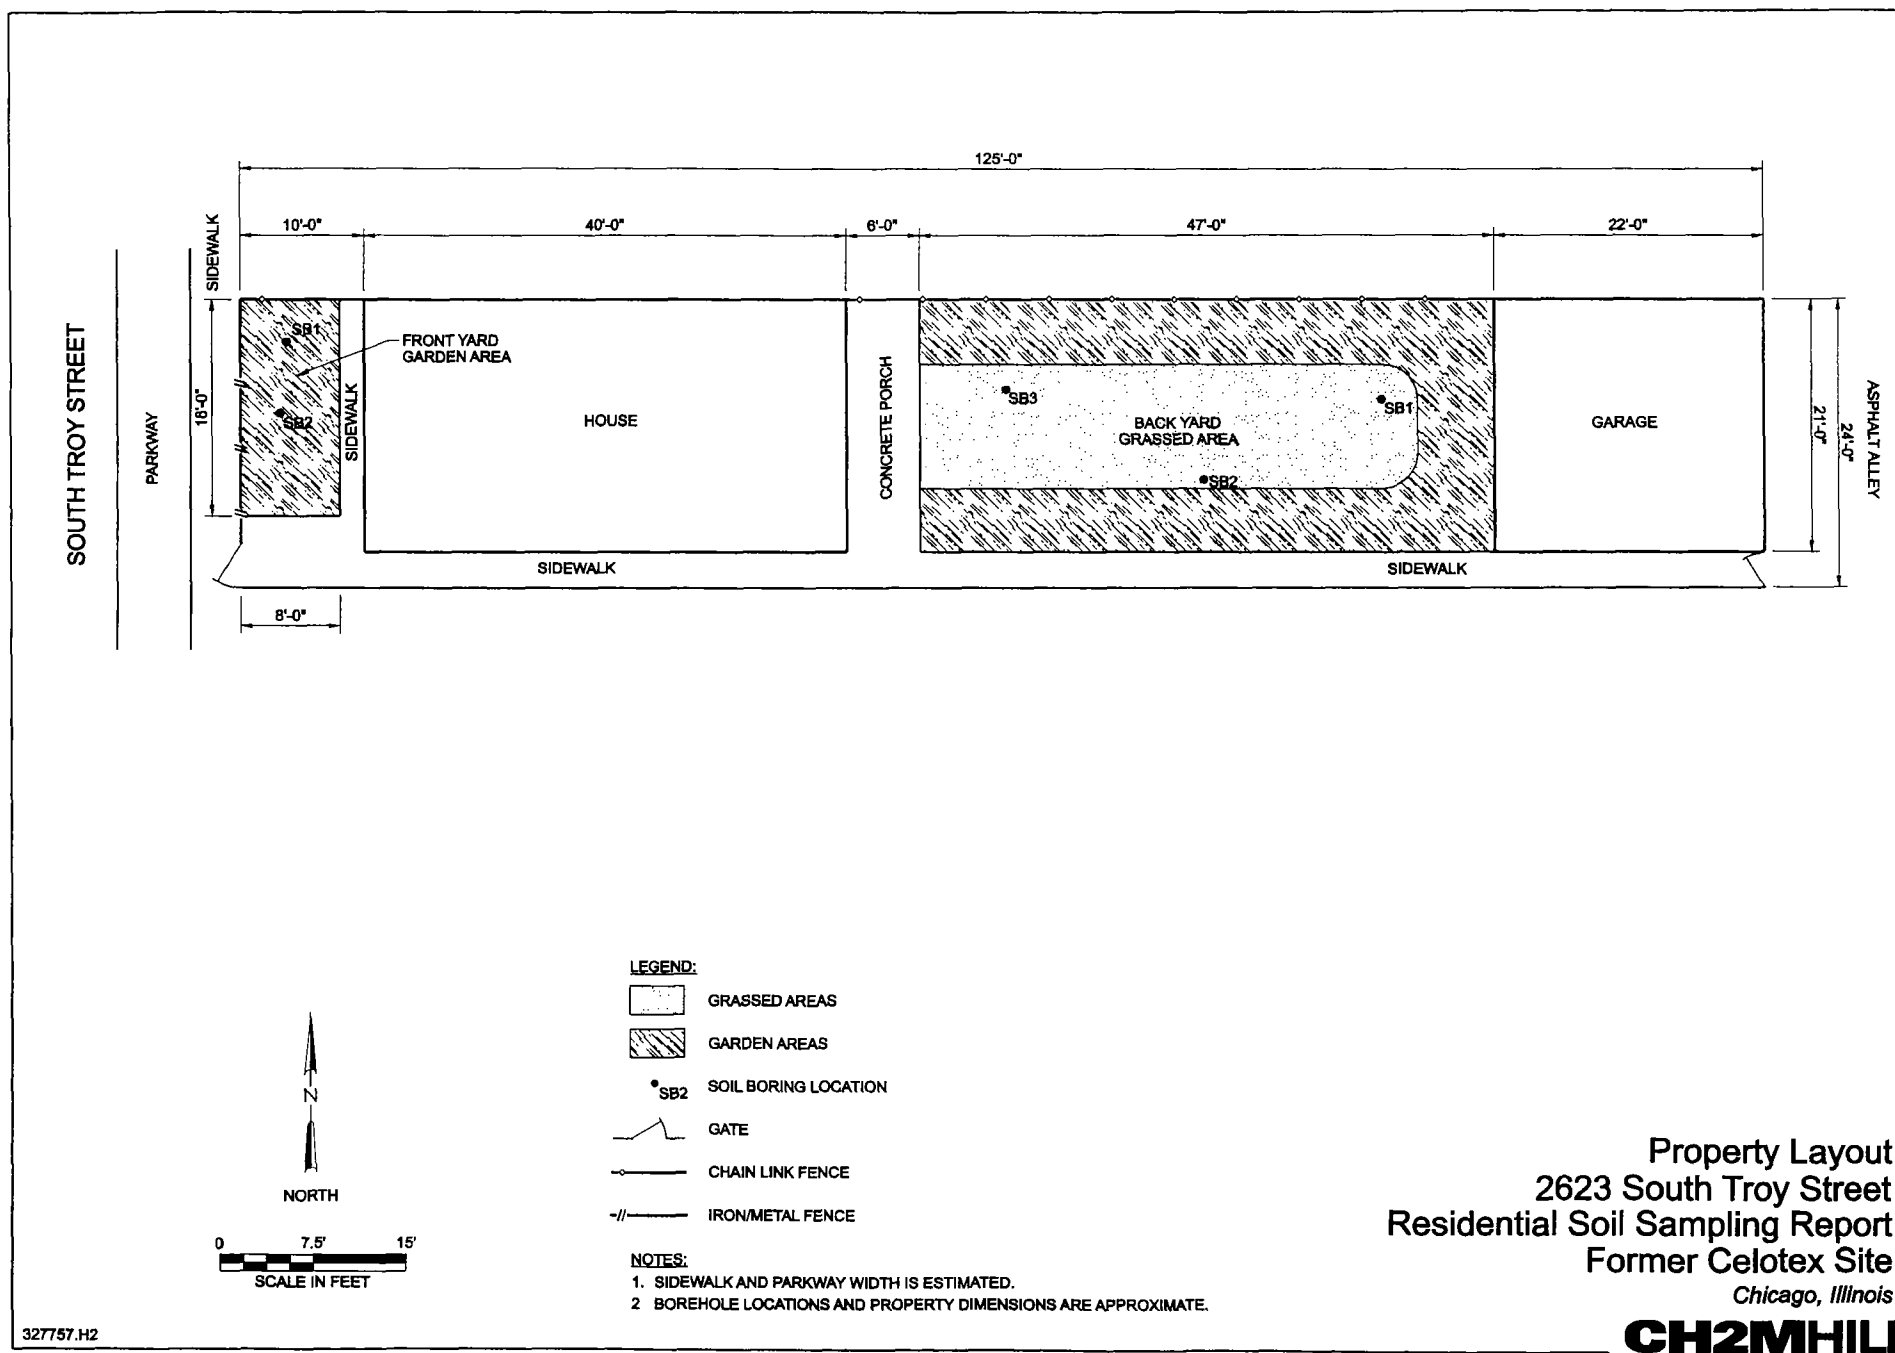 125'-0"
10'-0"
40'-0"
6'-0"
47'-0"
22'-0"
SIDEWALK
SOUTH TROY STREET
PARKWAY
18'-0"
SB1
SB2
FRONT YARD
GARDEN AREA
SIDEWALK
HOUSE
CONCRETE PORCH
SB3
BACK YARD
GRASSED AREA
SB1
SB2
GARAGE
21'-0"
24'-0"
ASPHALT ALLEY
SIDEWALK
SIDEWALK
8'-0"
LEGEND:
GRASSED AREAS
GARDEN AREAS
SB2 SOIL BORING LOCATION
GATE
CHAIN LINK FENCE
IRON/METAL FENCE
N
NORTH
0 7.5' 15'
SCALE IN FEET
NOTES:
1. SIDEWALK AND PARKWAY WIDTH IS ESTIMATED.
2 BOREHOLE LOCATIONS AND PROPERTY DIMENSIONS ARE APPROXIMATE.
Property Layout
2623 South Troy Street
Residential Soil Sampling Report
Former Celotex Site
Chicago, Illinois
CH2MHILL
327757.H2